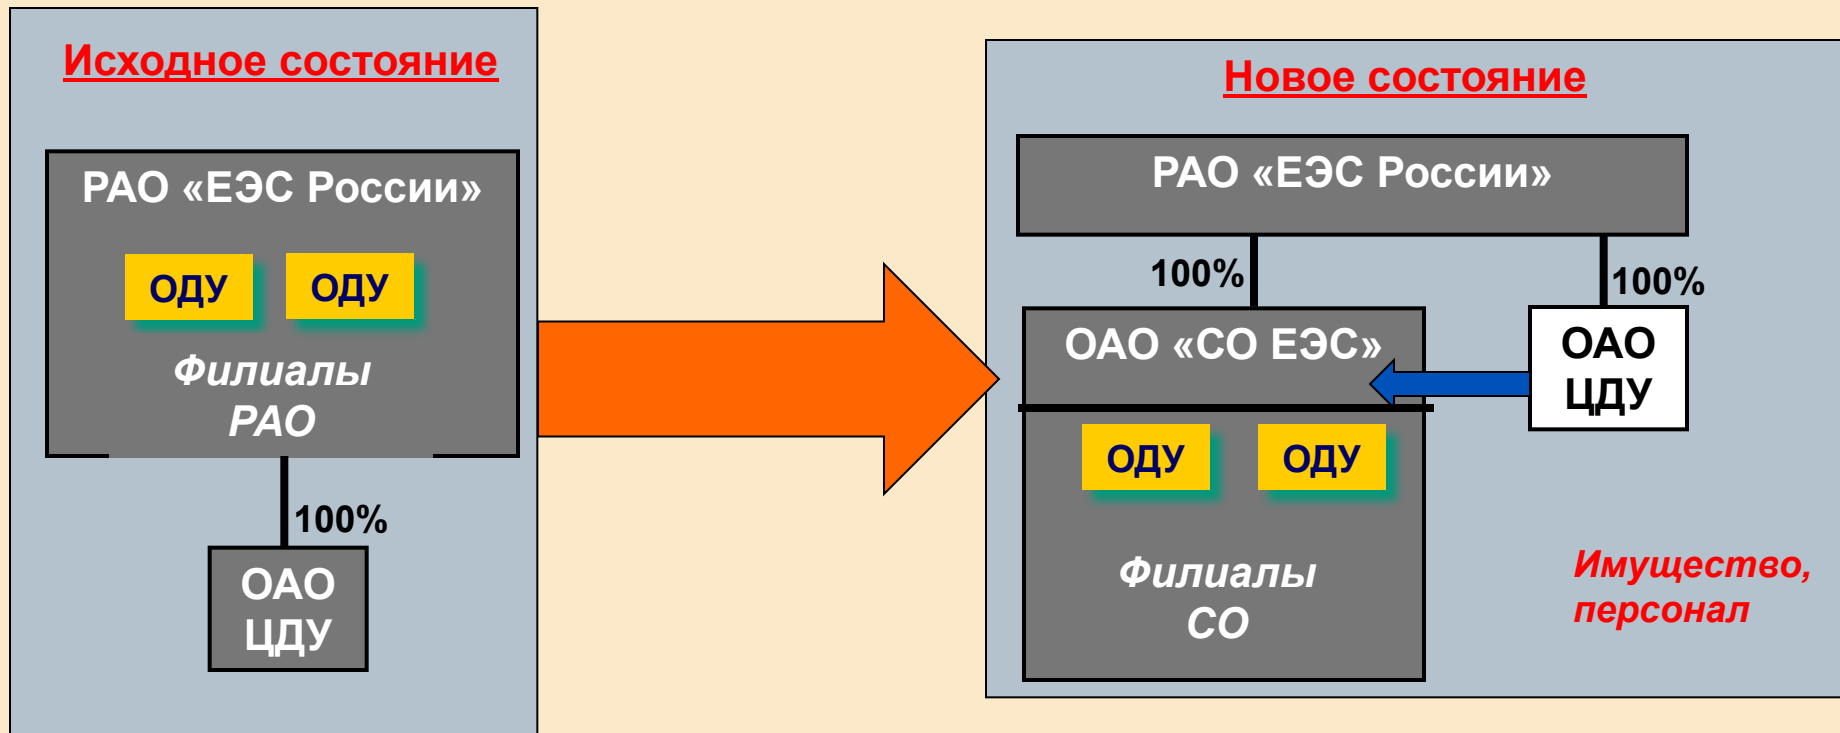 Исходное состояние
РАО «ЕЭС России»
ОДУ ОДУ
Филиалы
РАО
100%
ОАО
ЦДУ
Новое состояние
РАО «ЕЭС России»
100%
100%
ОАО «СО ЕЭС»
ОАО
ЦДУ
ОДУ ОДУ
Филиалы
СО
Имущество,
персонал